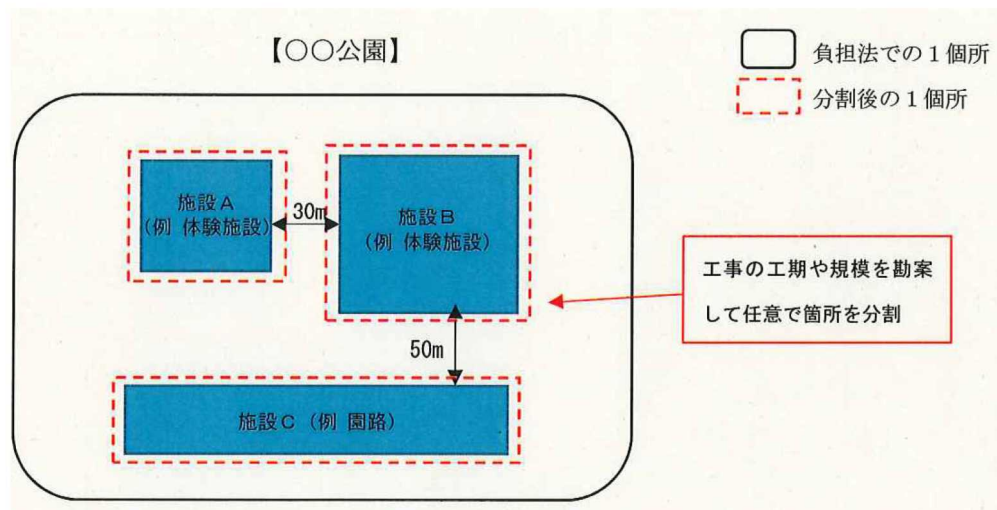 【〇〇公園】
負担法での１個所
分割後の１個所
施設Ａ
(例 体験施設)
30m
施設Ｂ
(例 体験施設)
工事の工期や規模を勘案
して任意で箇所を分割
50m
施設Ｃ（例 園路）